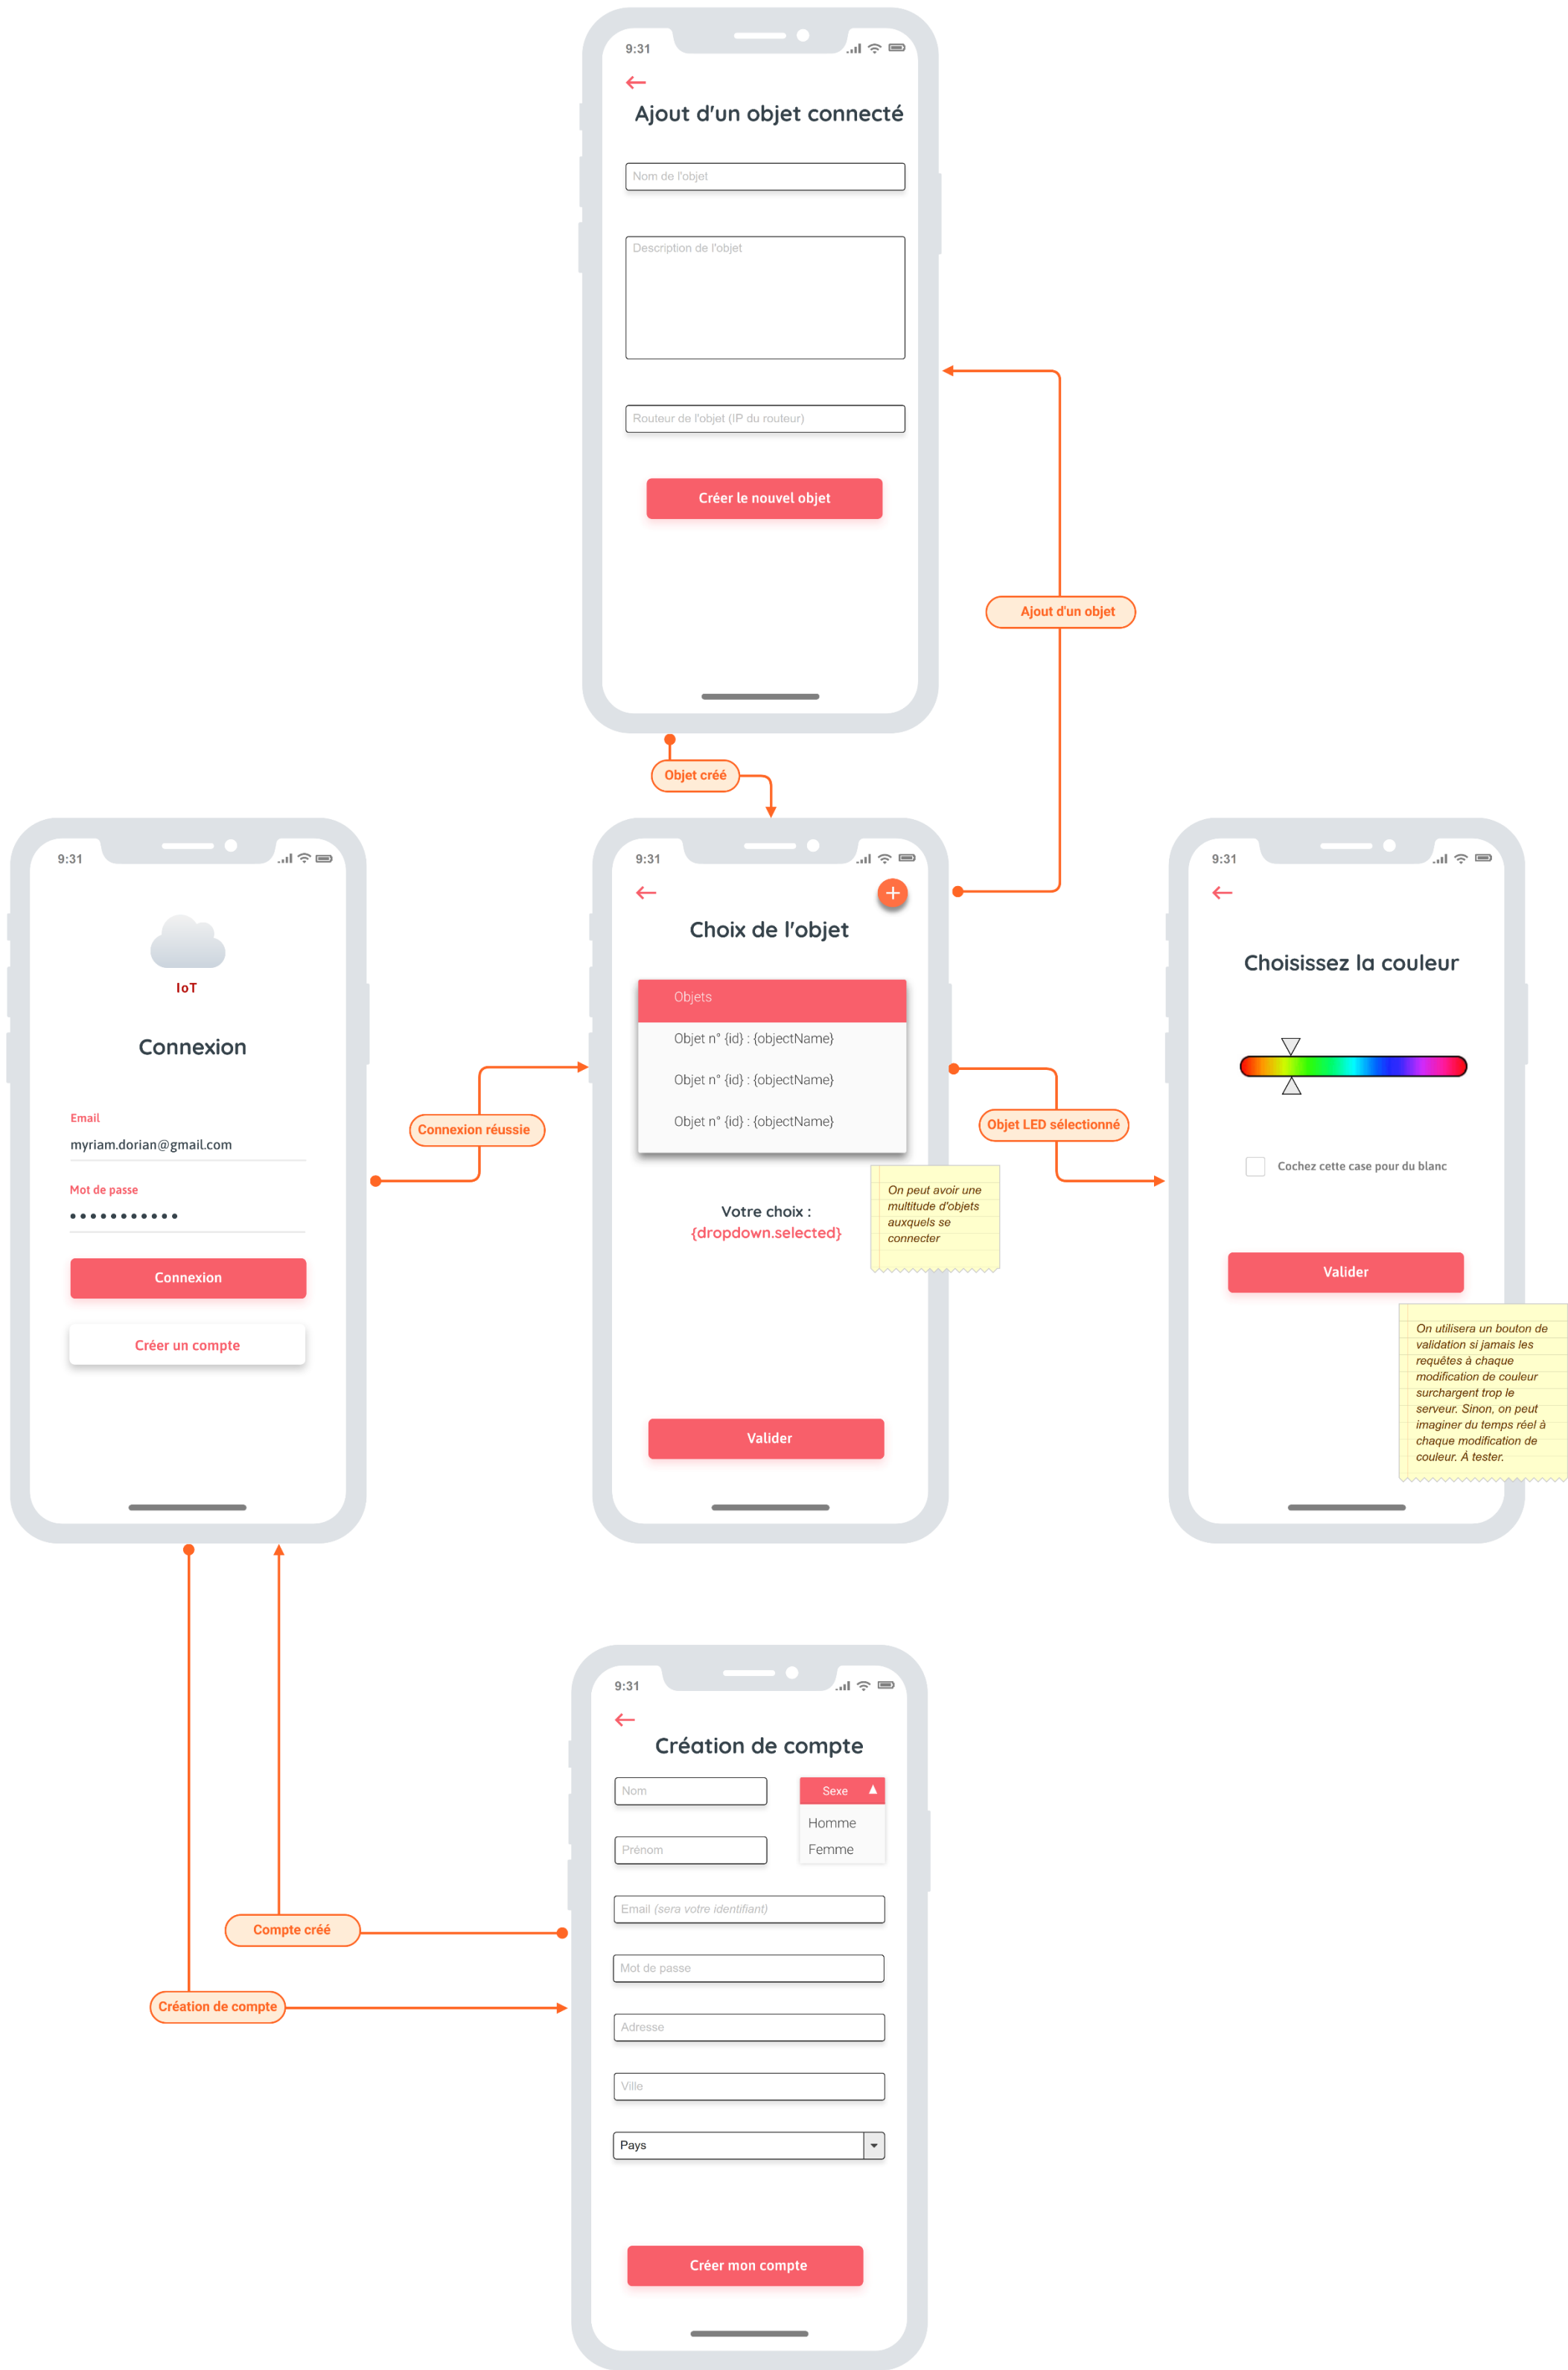 9:31
Ajout d'un objet connecté
Nom de l'objet
Description de l'objet
Routeur de l'objet (IP du routeur)
Créer le nouvel objet
Ajout d'un objet
Objet créé
9:31
IoT
Connexion
Email
myriam.dorian@gmail.com
Mot de passe
Connexion
Créer un compte
Connexion réussie
9:31
Choix de l'objet
Objets
Objet n° {id} : {objectName}
Objet n° {id} : {objectName}
Objet n° {id} : {objectName}
Votre choix :
{dropdown.selected}
On peut avoir une
multitude d'objets
auxquels se
connecter
Valider
Objet LED sélectionné
9:31
Choisissez la couleur
Cochez cette case pour du blanc
Valider
On utilisera un bouton de
validation si jamais les
requêtes à chaque
modification de couleur
surchargent trop le
serveur. Sinon, on peut
imaginer du temps réel à
chaque modification de
couleur. À tester.
Compte créé
Création de compte
9:31
Création de compte
Nom
Sexe
Homme
Femme
Prénom
Email (sera votre identifiant)
Mot de passe
Adresse
Ville
Pays
Créer mon compte